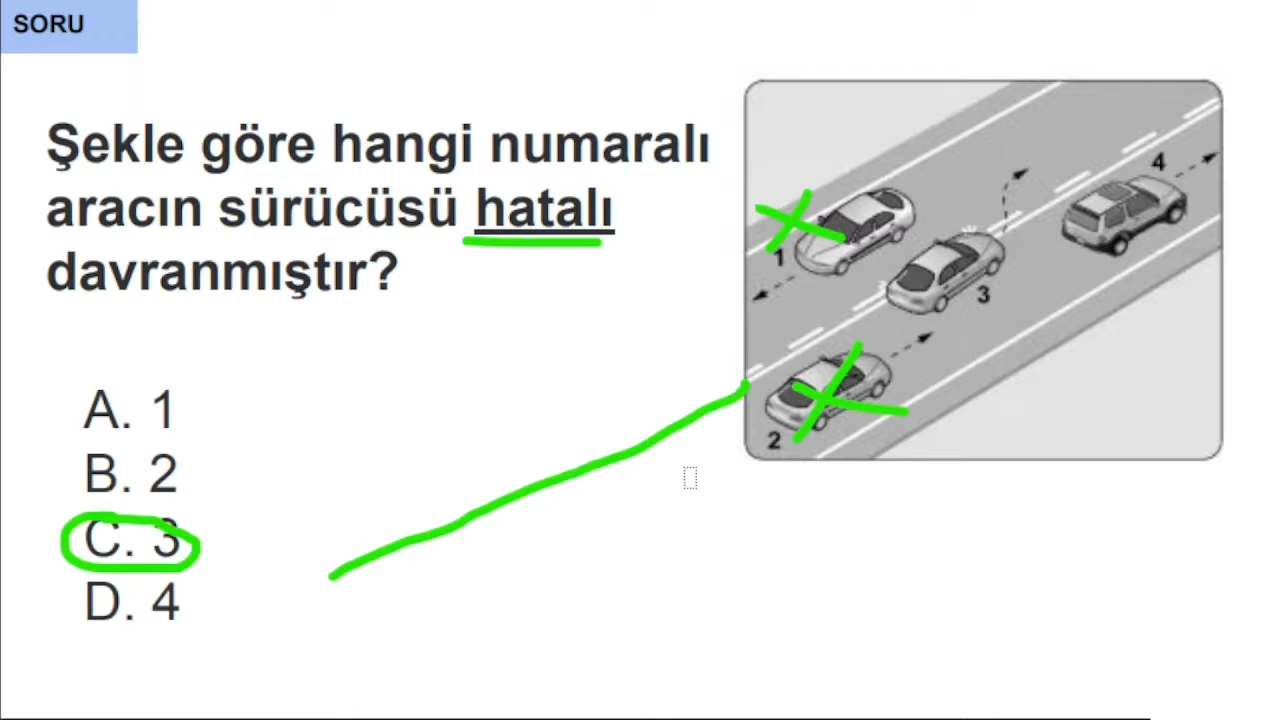 SORU
Şekle göre hangi numaralı
aracın sürücüsü hatalı
davranmıştır?
A. 1
B. 2
C. 3
D. 4
1
2
3
4